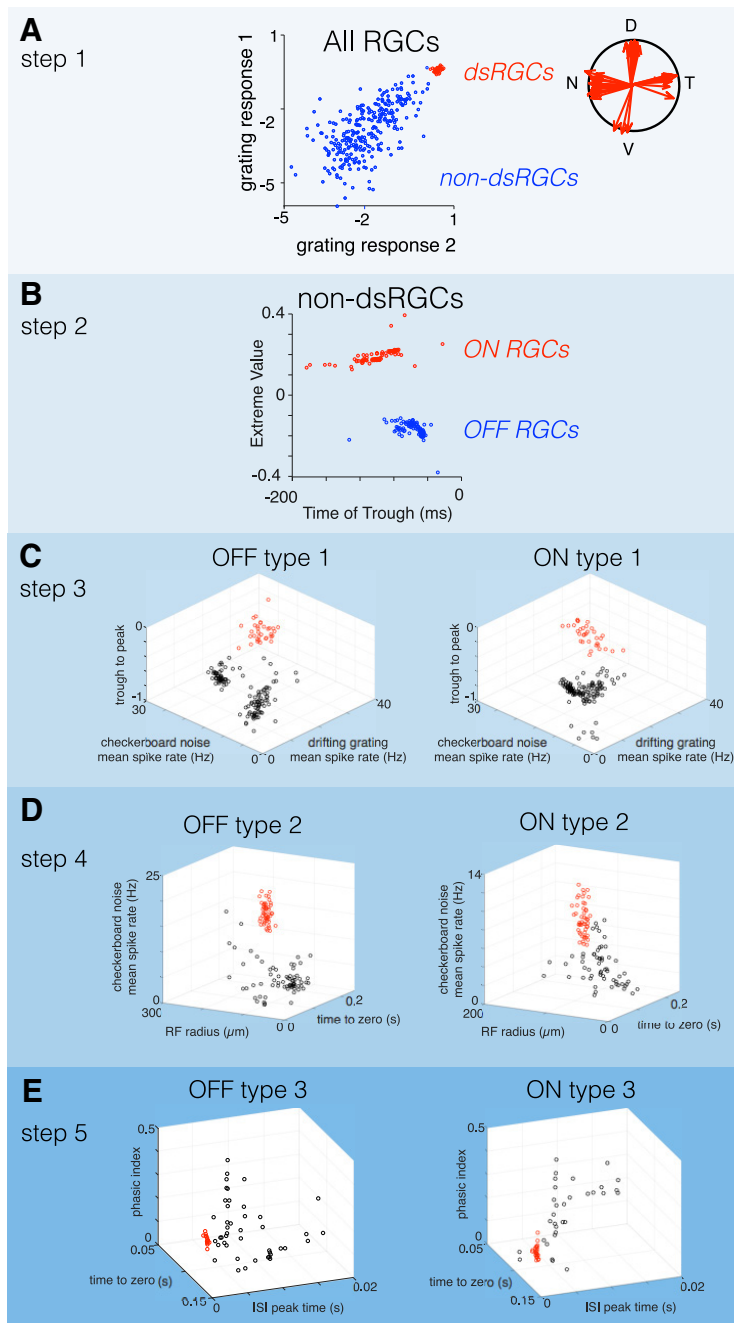 A
step 1
All RGCs
grating response 1
1
-2
-5
-5
-2
1
grating response 2
dsRGCs
non-dsRGCs
D
N
T
V
B
step 2
non-dsRGCs
Extreme Value
0.4
0
-0.4
-200
0
Time of Trough (ms)
ON RGCs
OFF RGCs
C
step 3
OFF type 1
trough to peak
0
-1
30
0
0
40
checkerboard noise
mean spike rate (Hz)
drifting grating
mean spike rate (Hz)
ON type 1
trough to peak
0
-1
30
0
0
40
checkerboard noise
mean spike rate (Hz)
drifting grating
mean spike rate (Hz)
D
step 4
OFF type 2
checkerboard noise
mean spike rate (Hz)
25
0
300
0
0
0.2
RF radius (µm)
time to zero (s)
ON type 2
checkerboard noise
mean spike rate (Hz)
14
0
200
0
0
0.2
RF radius (µm)
time to zero (s)
E
step 5
OFF type 3
phasic index
0.5
0
0.05
0.15
0
0.02
time to zero (s)
ISI peak time (s)
ON type 3
phasic index
0.5
0
0.05
0.15
0
0.02
time to zero (s)
ISI peak time (s)